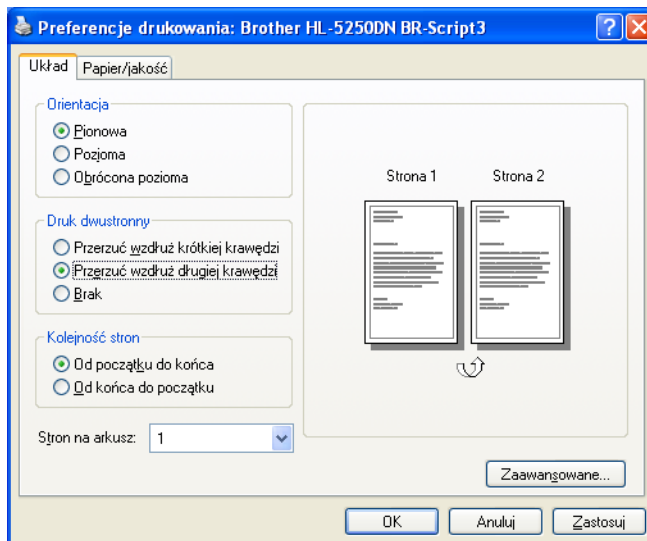 Preferencje drukowania: Brother HL-5250DN BR-Script3
Układ Papier/jakość
Orientacja
Pionowa
Pozioma
Obrócona pozioma
Druk dwustronny
Przerzuć wzdłuż krótkiej krawędzi
Przerzuć wzdłuż długiej krawędzi
Brak
Kolejność stron
Od początku do końca
Od końca do początku
Stron na arkusz: 1
Strona 1 Strona 2
Zaawansowane...
OK Anuluj Zastosuj